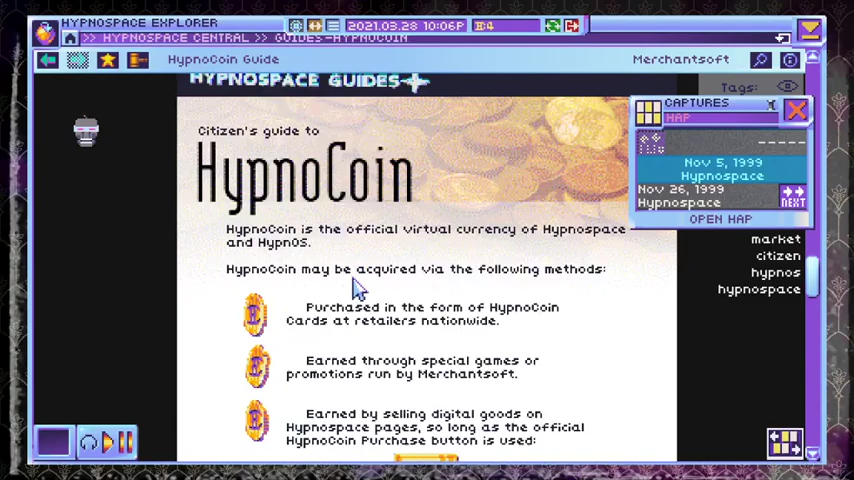 HYPNOSPACE EXPLORER
2021.03.28 10:06P
E:4
>> HYPNOSPACE CENTRAL >> GUIDES-HYPNOCOIN
HypnoCoin Guide
Merchantsoft
HYPNOSPACE GUIDES
Tags:
CAPTURES
HAP
-----
Nov 5, 1999
Hypnospace
Nov 26, 1999
Hypnospace
NEXT
OPEN HAP
market
citizen
hypnos
hypnospace
Citizen's guide to
HypnoCoin
HypnoCoin is the official virtual currency of Hypnospace
and HypnOS.
HypnoCoin may be acquired via the following methods:
Purchased in the form of HypnoCoin
Cards at retailers nationwide.
Earned through special games or
promotions run by Merchantsoft.
Earned by selling digital goods on
Hypnospace pages, so long as the official
HypnoCoin Purchase button is used: